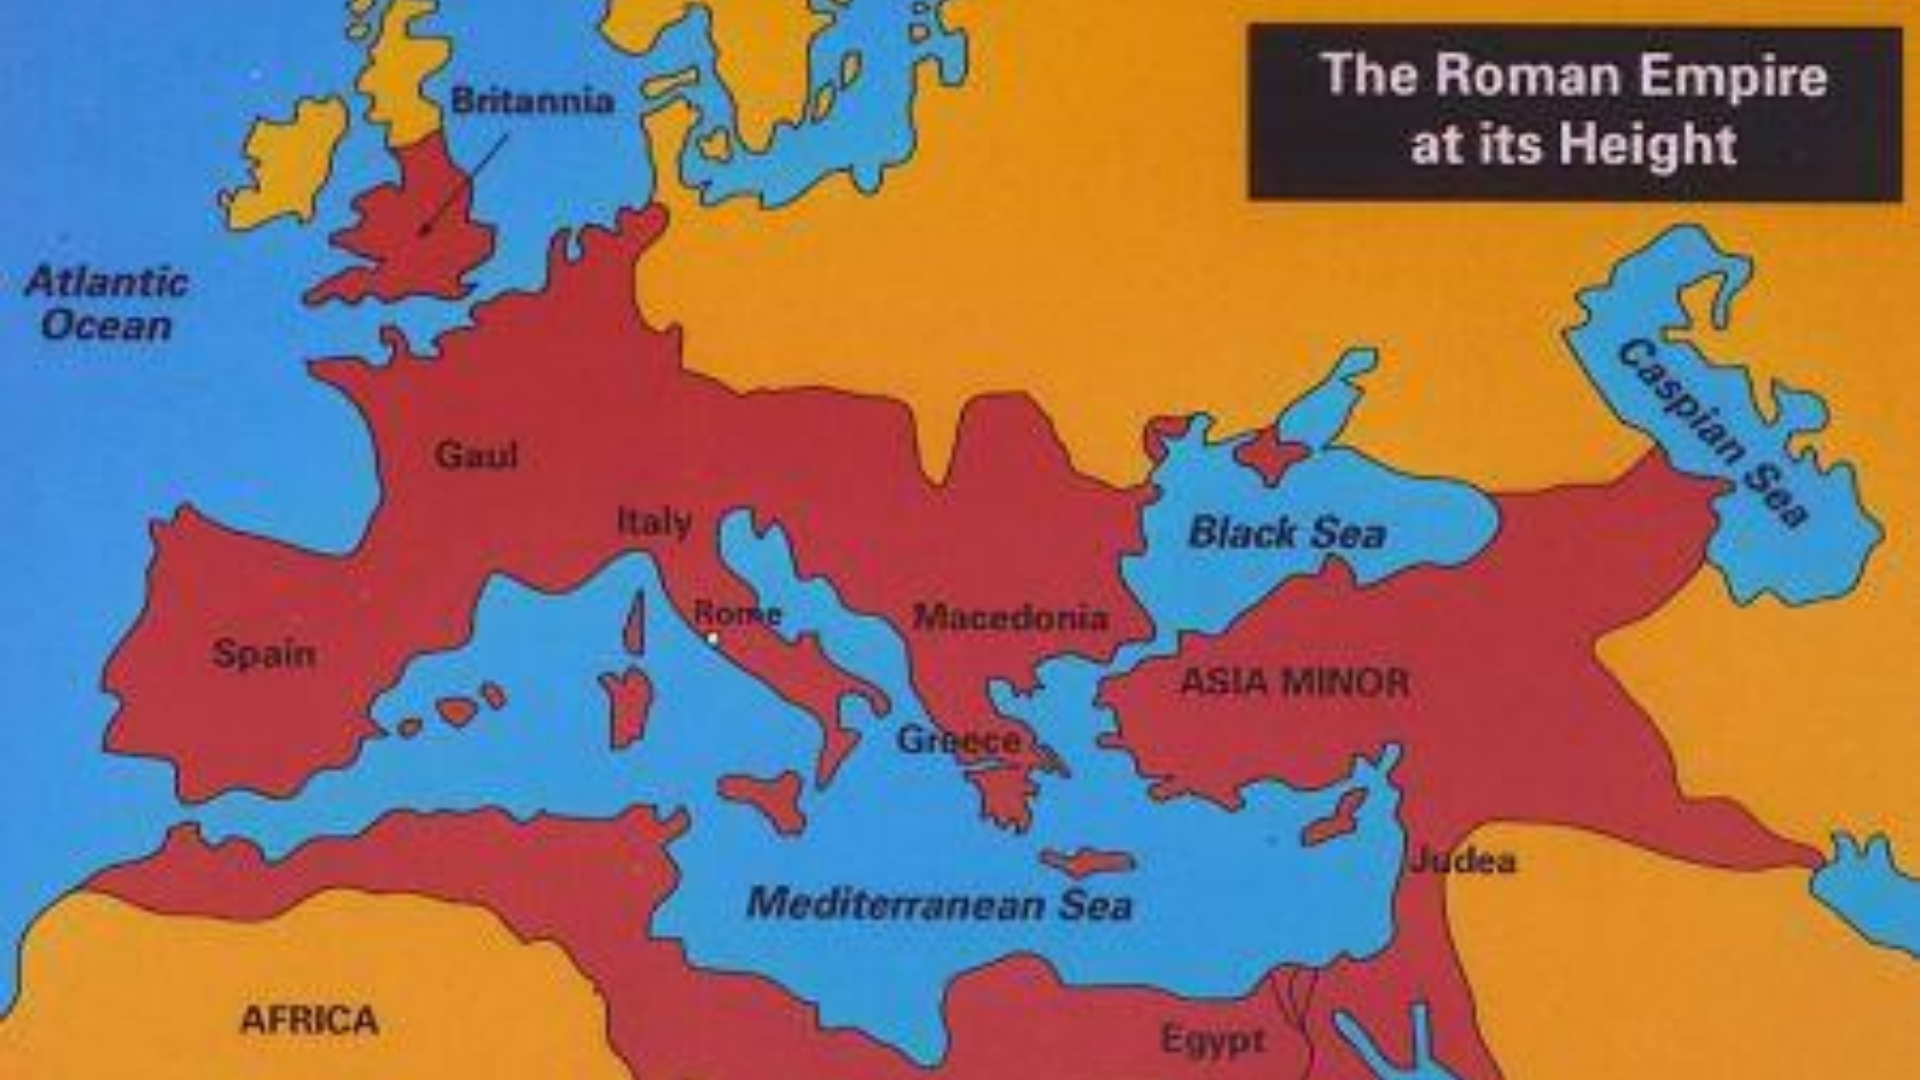 The Roman Empire
at its Height
Britannia
Atlantic
Ocean
Caspian Sea
Gaul
Italy
Black Sea
Rome
Macedonia
Spain
ASIA MINOR
Greece
Judea
Mediterranean Sea
AFRICA
Egypt